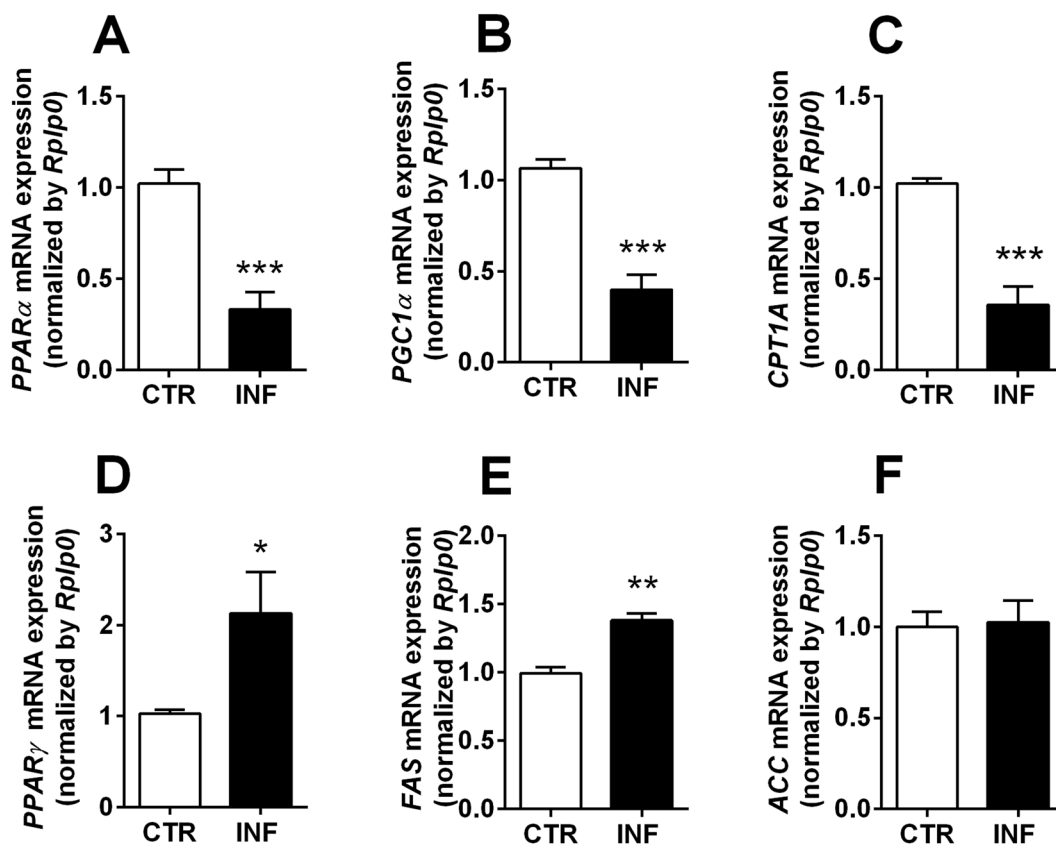 A
PPARα mRNA expression
(normalized by Rplp0)
1.5
1.0
0.5
0.0
***
CTR INF
B
PGC1α mRNA expression
(normalized by Rplp0)
1.5
1.0
0.5
0.0
***
CTR INF
C
CPT1A mRNA expression
(normalized by Rplp0)
1.5
1.0
0.5
0.0
***
CTR INF
D
PPARγ mRNA expression
(normalized by Rplp0)
3
2
1
0
*
CTR INF
E
FAS mRNA expression
(normalized by Rplp0)
2.0
1.5
1.0
0.5
0.0
**
CTR INF
F
ACC mRNA expression
(normalized by Rplp0)
1.5
1.0
0.5
0.0
CTR INF